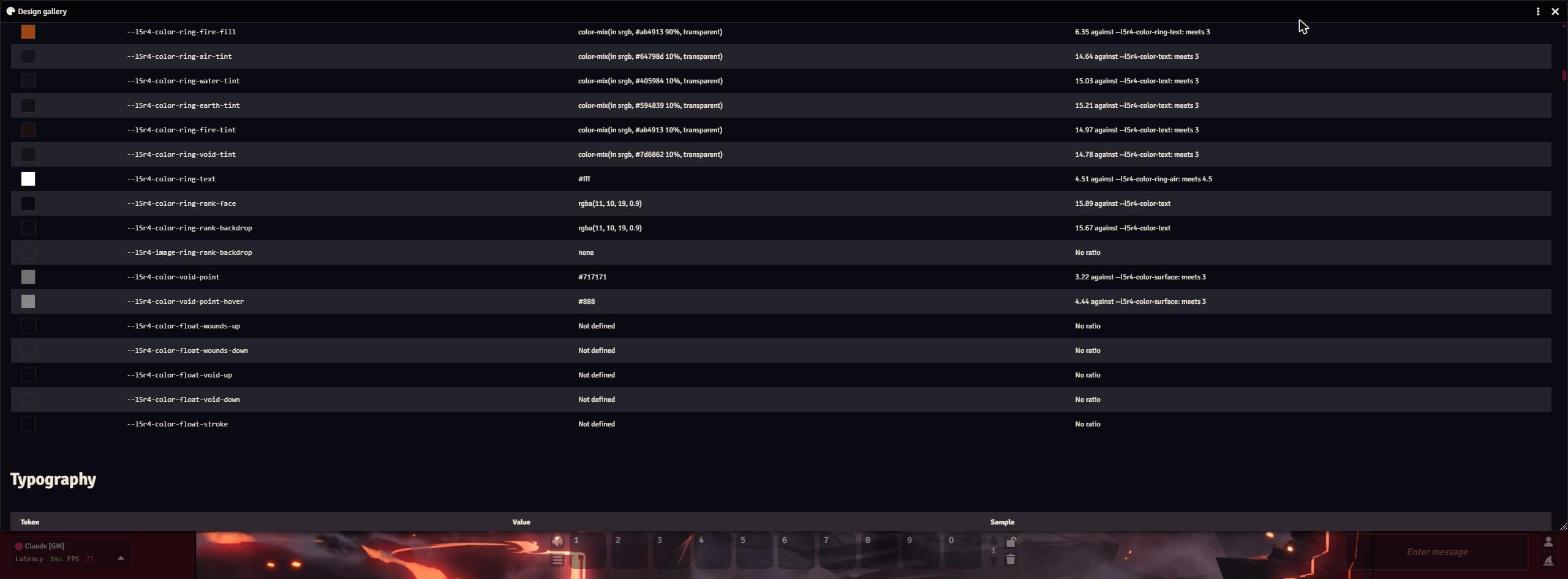 Design gallery
--l5r4-color-ring-fire-fill color-mix(in srgb, #ab4913 90%, transparent) 6.35 against --l5r4-color-ring-text: meets 3
--l5r4-color-ring-air-tint color-mix(in srgb, #64798d 10%, transparent) 14.64 against --l5r4-color-text: meets 3
--l5r4-color-ring-water-tint color-mix(in srgb, #405984 10%, transparent) 15.03 against --l5r4-color-text: meets 3
--l5r4-color-ring-earth-tint color-mix(in srgb, #594839 10%, transparent) 15.21 against --l5r4-color-text: meets 3
--l5r4-color-ring-fire-tint color-mix(in srgb, #ab4913 10%, transparent) 14.97 against --l5r4-color-text: meets 3
--l5r4-color-ring-void-tint color-mix(in srgb, #7d6862 10%, transparent) 14.78 against --l5r4-color-text: meets 3
--l5r4-color-ring-text #fff 4.51 against --l5r4-color-ring-air: meets 4.5
--l5r4-color-ring-rank-face rgba(11, 10, 19, 0.9) 15.89 against --l5r4-color-text
--l5r4-color-ring-rank-backdrop rgba(11, 10, 19, 0.9) 15.67 against --l5r4-color-text
--l5r4-image-ring-rank-backdrop none No ratio
--l5r4-color-void-point #717171 3.22 against --l5r4-color-surface: meets 3
--l5r4-color-void-point-hover #888 4.44 against --l5r4-color-surface: meets 3
--l5r4-color-float-wounds-up Not defined No ratio
--l5r4-color-float-wounds-down Not defined No ratio
--l5r4-color-float-void-up Not defined No ratio
--l5r4-color-float-void-down Not defined No ratio
--l5r4-color-float-stroke Not defined No ratio
Typography
Token Value Sample
Claude [GM]
Latency 1ms FPS 27
1 2 3 4 5 6 7 8 9 0
1
Enter message